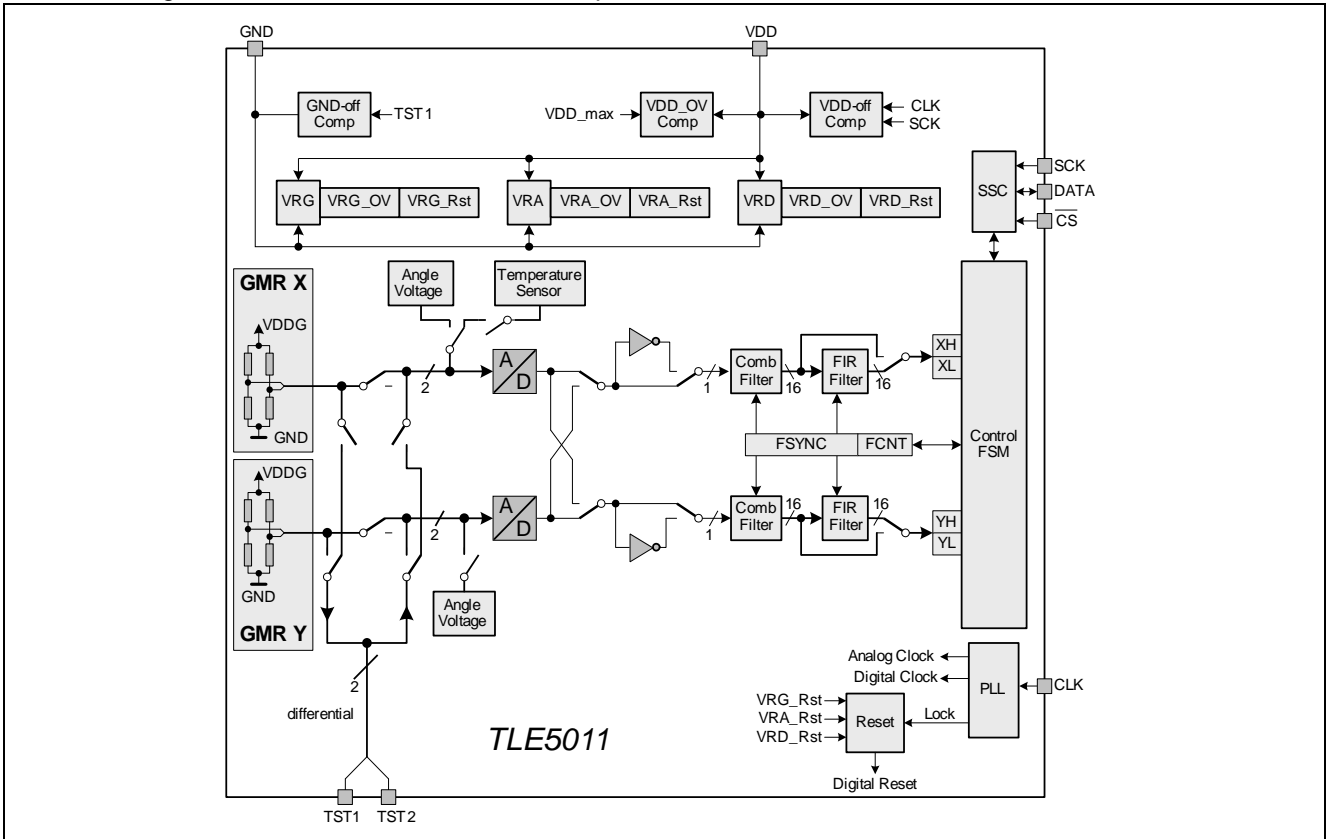 GND
VDD
GND-off
Comp
TST1
VDD_max
VDD_OV
Comp
VDD-off
Comp
CLK
SCK
VRG
VRG_OV
VRG_Rst
VRA
VRA_OV
VRA_Rst
VRD
VRD_OV
VRD_Rst
SSC
SCK
DATA
CS
GMR X
VDDG
GND
Angle
Voltage
Temperature
Sensor
2
A
D
1
Comb
Filter
16
FIR
Filter
16
XH
XL
FSYNC
FCNT
Control
FSM
VDDG
GND
GMR Y
2
A
D
Angle
Voltage
1
Comb
Filter
16
FIR
Filter
16
YH
YL
2
differential
TLE5011
Analog Clock
Digital Clock
PLL
CLK
VRG_Rst
VRA_Rst
VRD_Rst
Reset
Lock
Digital Reset
TST1
TST2